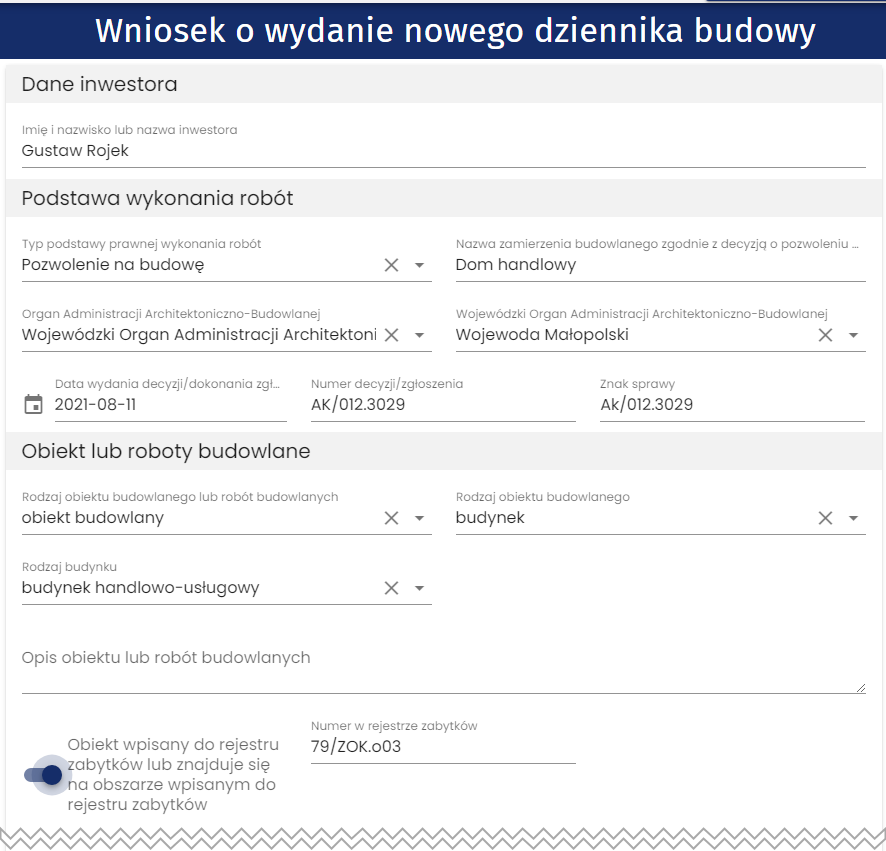 Wniosek o wydanie nowego dziennika budowy
Dane inwestora
Imię i nazwisko lub nazwa inwestora
Gustaw Rojek
Podstawa wykonania robót
Typ podstawy prawnej wykonania robót
Pozwolenie na budowę
Nazwa zamierzenia budowlanego zgodnie z decyzją o pozwoleniu ...
Dom handlowy
Organ Administracji Architektoniczno-Budowlanej
Wojewódzki Organ Administracji Architektoni
Wojewódzki Organ Administracji Architektoniczno-Budowlanej
Wojewoda Małopolski
Data wydania decyzji/dokonania zgł...
2021-08-11
Numer decyzji/zgłoszenia
AK/012.3029
Znak sprawy
Ak/012.3029
Obiekt lub roboty budowlane
Rodzaj obiektu budowlanego lub robót budowlanych
obiekt budowlany
Rodzaj obiektu budowlanego
budynek
Rodzaj budynku
budynek handlowo-usługowy
Opis obiektu lub robót budowlanych
Obiekt wpisany do rejestru
zabytków lub znajduje się
na obszarze wpisanym do
rejestru zabytków
Numer w rejestrze zabytków
79/ZOK.o03